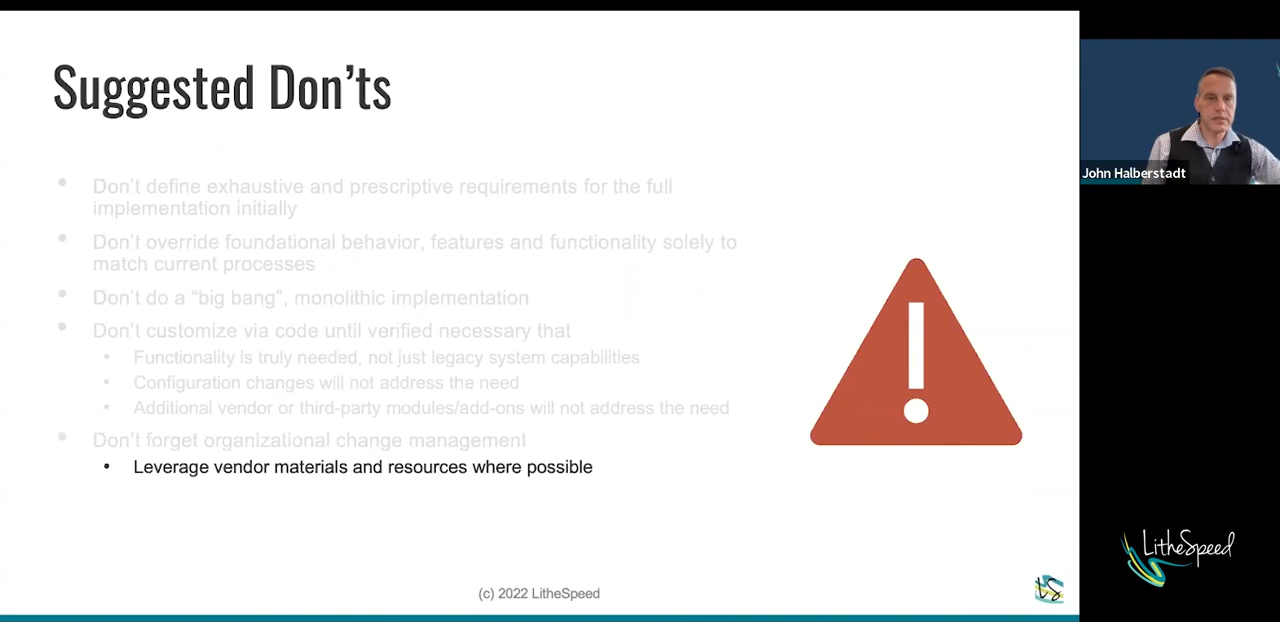 Suggested Don'ts
• Don't define exhaustive and prescriptive requirements for the full
implementation initially
• Don't override foundational behavior, features and functionality solely to
match current processes
• Don't do a “big bang”, monolithic implementation
• Don't customize via code until verified necessary that
• Functionality is truly needed, not just legacy system capabilities
• Configuration changes will not address the need
• Additional vendor or third-party modules/add-ons will not address the need
• Don't forget organizational change management
• Leverage vendor materials and resources where possible
(c) 2022 LitheSpeed
LS
John Halberstadt
LitheSpeed